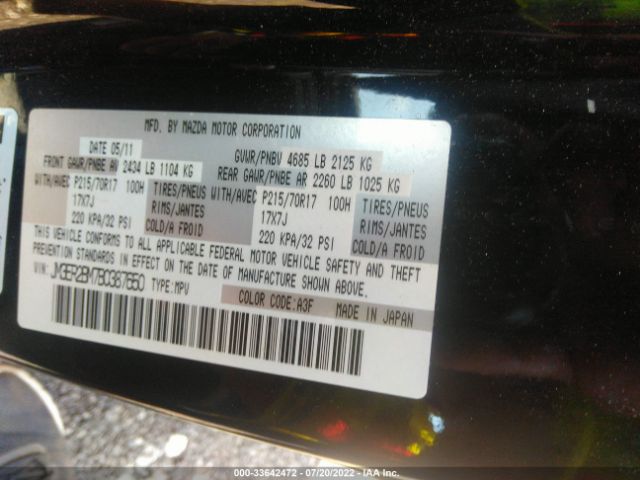 MFD. BY MAZDA MOTOR CORPORATION
DATE 05/11 GVWR/PNBV 4685 LB 2125 KG
FRONT GAWR/PNBE AV 2434 LB 1104 KG REAR GAWR/PNBE AR 2260 LB 1025 KG
WITH/AVEC P215/70R17 100H TIRES/PNEUS WITH/AVEC P215/70R17 100H TIRES/PNEUS
17X7J RIMS/JANTES 17X7J RIMS/JANTES
220 KPA/32 PSI COLD/A FROID 220 KPA/32 PSI COLD/A FROID
THIS VEHICLE CONFORMS TO ALL APPLICABLE FEDERAL MOTOR VEHICLE SAFETY AND THEFT
PREVENTION STANDARDS IN EFFECT ON THE DATE OF MANUFACTURE SHOWN ABOVE.
VIN: JM3ER2BM7B0387650 TYPE: MPV
COLOR CODE: A3F MADE IN JAPAN
000-33642472 - 07/20/2022 - IAA Inc.